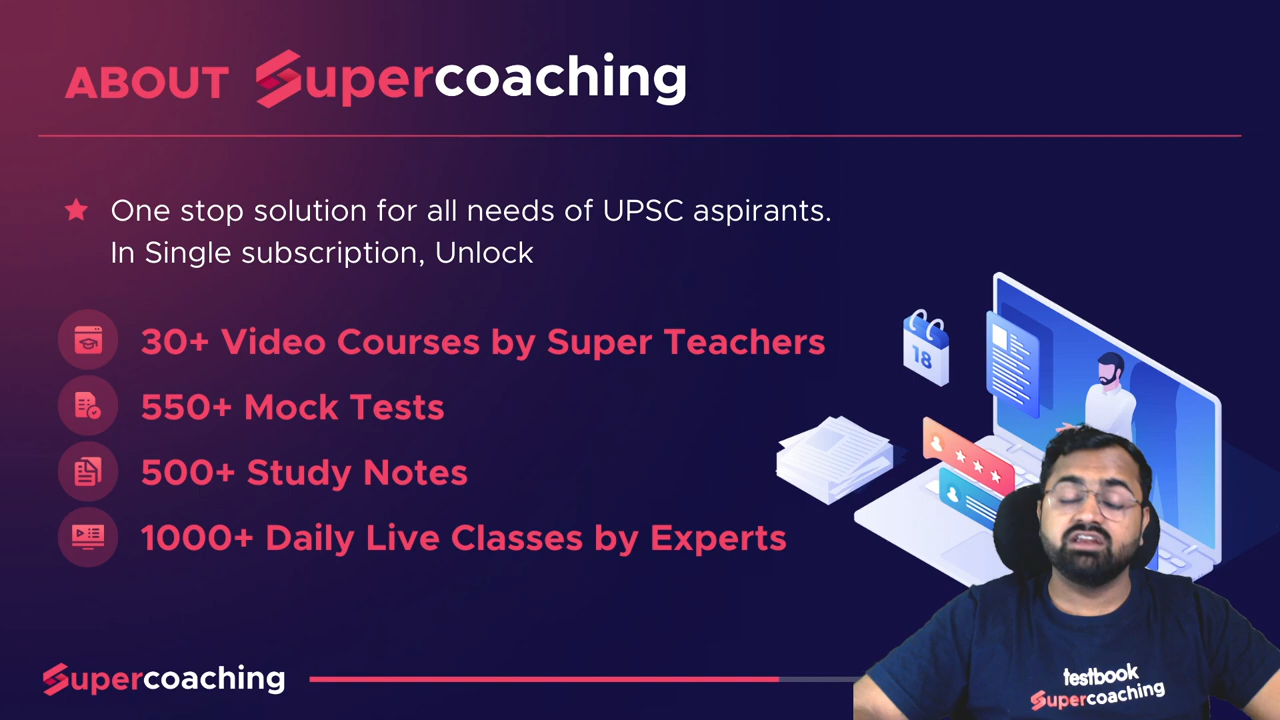 ABOUT Supercoaching
One stop solution for all needs of UPSC aspirants.
In Single subscription, Unlock
30+ Video Courses by Super Teachers
550+ Mock Tests
500+ Study Notes
1000+ Daily Live Classes by Experts
18
Supercoaching
testbook
Supercoaching